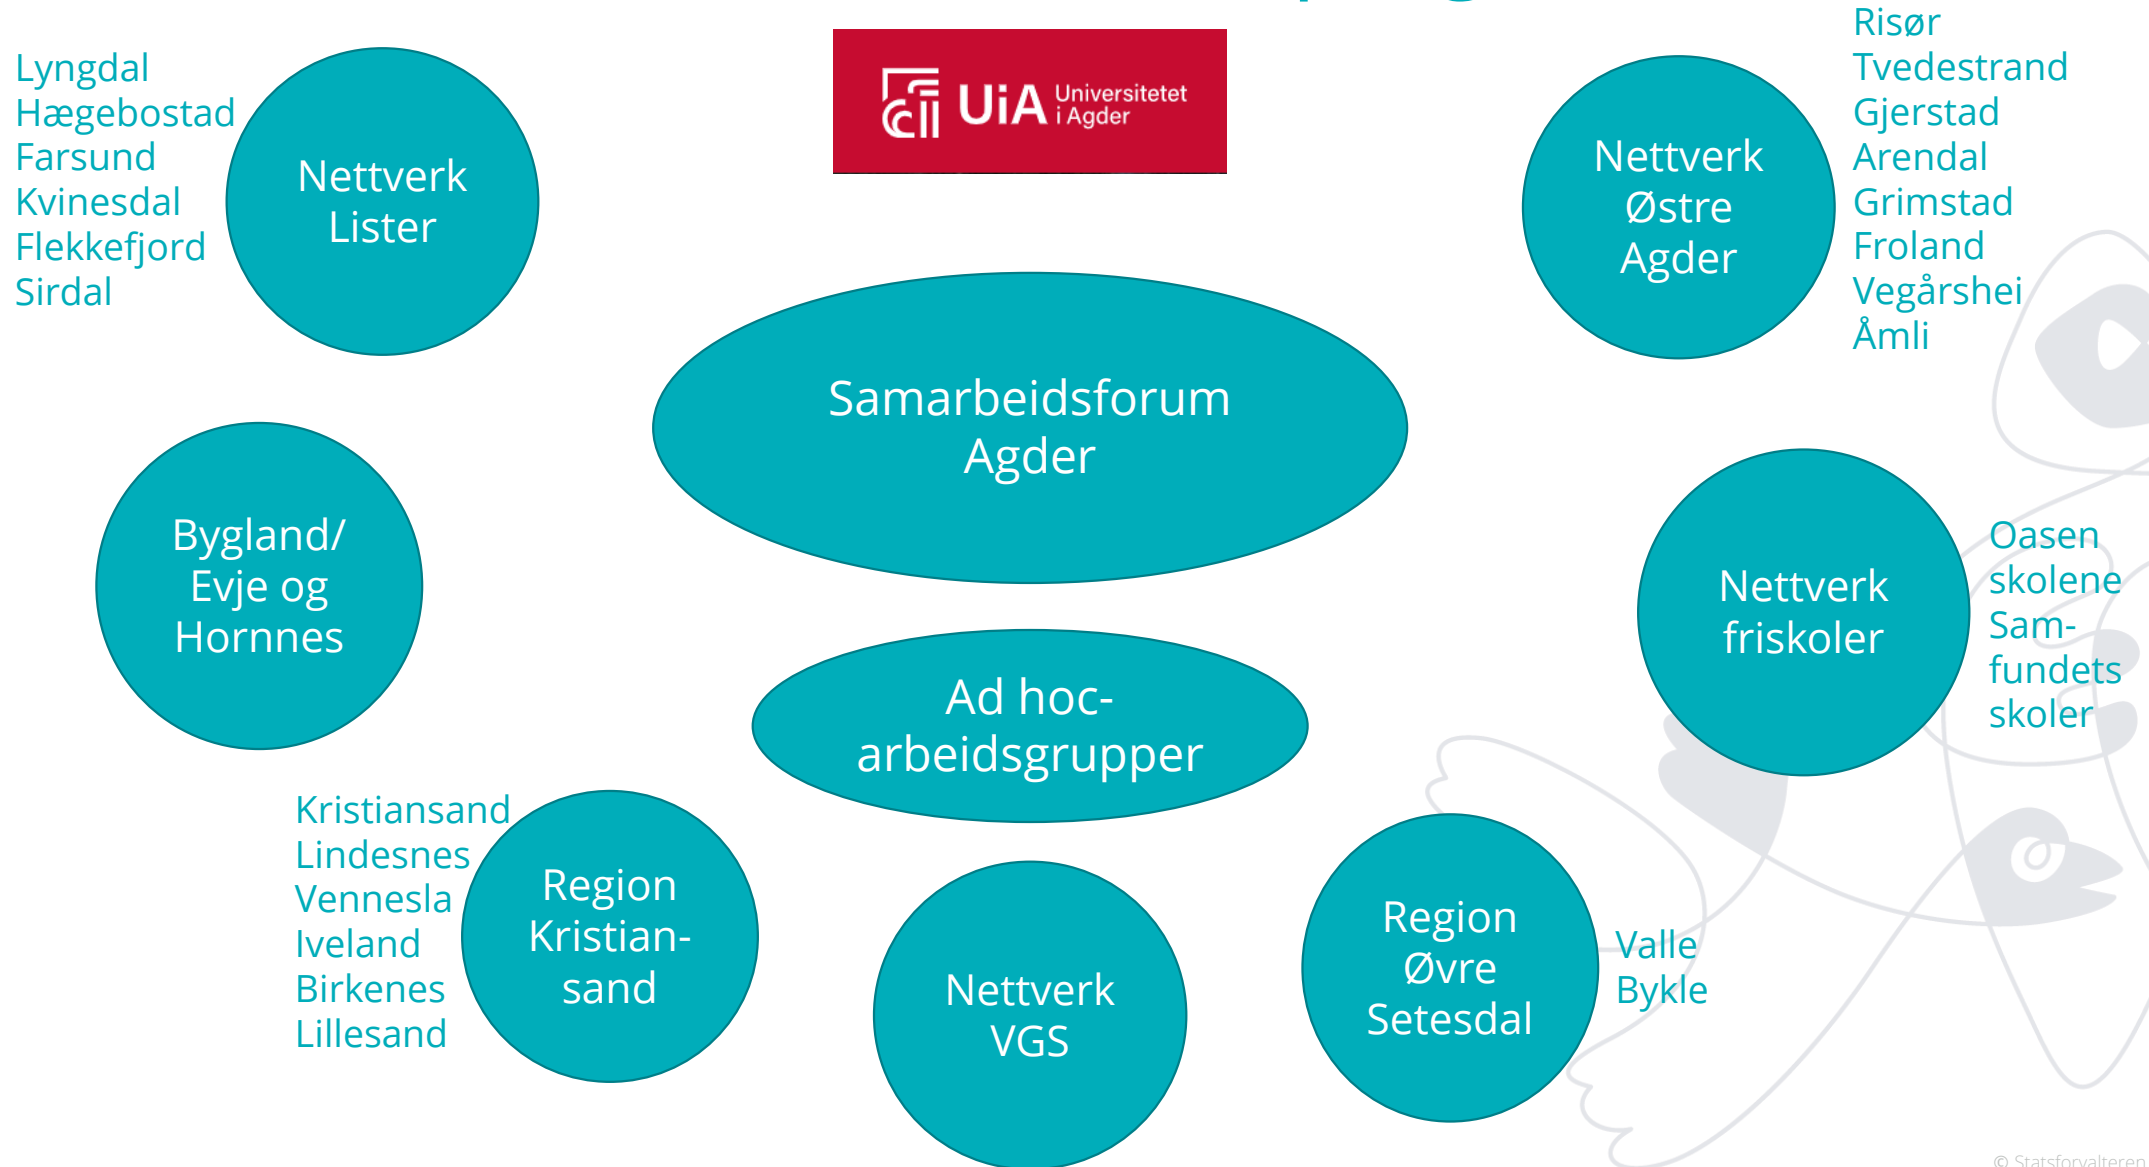 Lyngdal
Hægebostad
Farsund
Kvinesdal
Flekkefjord
Sirdal
Nettverk
Lister
UiA Universitetet
i Agder
Nettverk
Østre
Agder
Risør
Tvedestrand
Gjerstad
Arendal
Grimstad
Froland
Vegårshei
Åmli
Samarbeidsforum
Agder
Bygland/
Evje og
Hornnes
Nettverk
friskoler
Oasen
skolene
Sam-
fundets
skoler
Ad hoc-
arbeidsgrupper
Kristiansand
Lindesnes
Vennesla
Iveland
Birkenes
Lillesand
Region
Kristian-
sand
Nettverk
VGS
Region
Øvre
Setesdal
Valle
Bykle
© Statsforvalteren